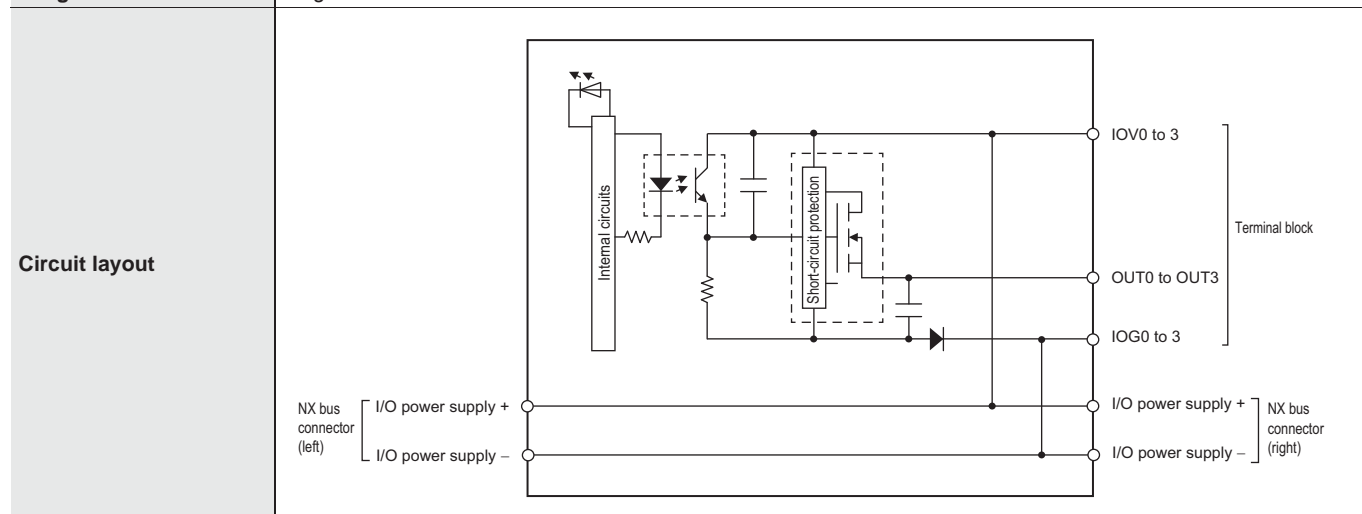 Circuit layout
Internal circuits
Short-circuit protection
IOV0 to 3
Terminal block
OUT0 to OUT3
IOG0 to 3
NX bus
connector
(left)
I/O power supply +
I/O power supply −
I/O power supply +
I/O power supply −
NX bus
connector
(right)